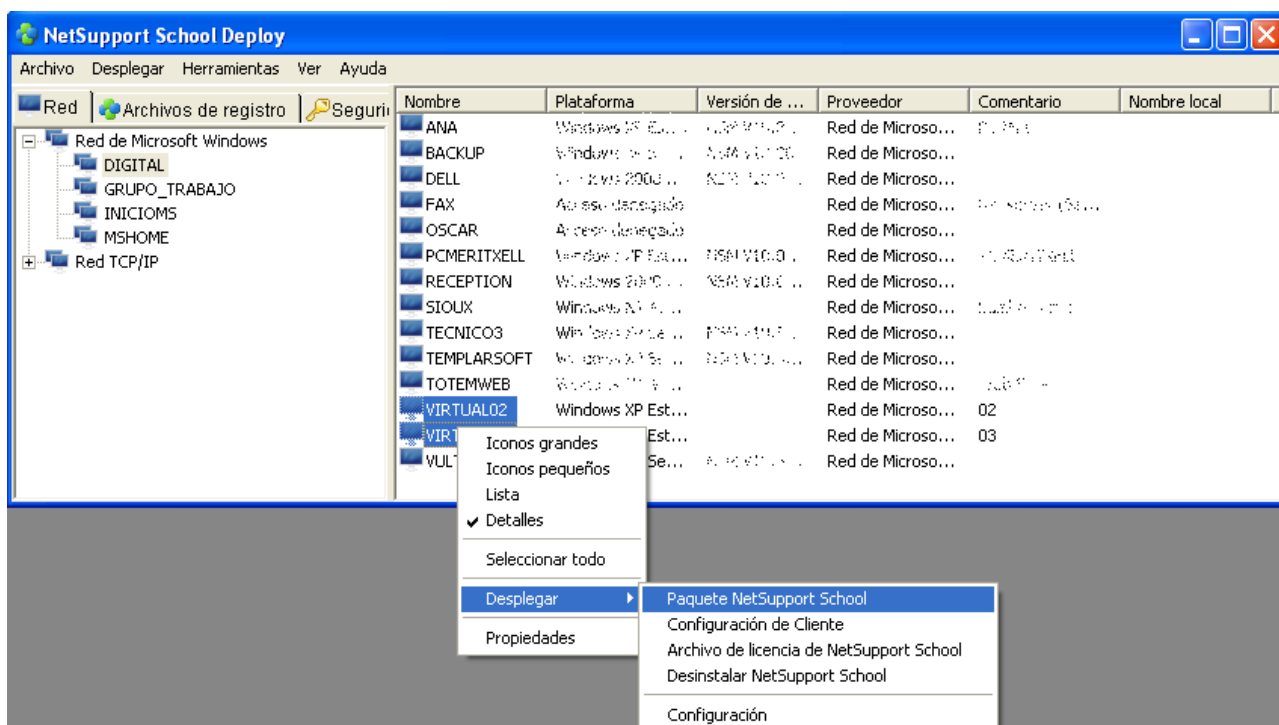 NetSupport School Deploy
Archivo Desplegar Herramientas Ver Ayuda
Red Archivos de registro Seguri
Red de Microsoft Windows
DIGITAL
GRUPO_TRABAJO
INICIOMS
MSHOME
Red TCP/IP
Nombre Plataforma Versión de ... Proveedor Comentario Nombre local
ANA Red de Microso...
BACKUP Red de Microso...
DELL Red de Microso...
FAX Red de Microso...
OSCAR Red de Microso...
PCMERITXELL Red de Microso...
RECEPTION Red de Microso...
SIOUX Red de Microso...
TECNICO3 Red de Microso...
TEMPLARSOFT Red de Microso...
TOTEMWEB Red de Microso...
VIRTUAL02 Windows XP Est... Red de Microso... 02
VIRT Est... Red de Microso... 03
VULT Se... Red de Microso...
Iconos grandes
Iconos pequeños
Lista
Detalles
Seleccionar todo
Desplegar
Propiedades
Paquete NetSupport School
Configuración de Cliente
Archivo de licencia de NetSupport School
Desinstalar NetSupport School
Configuración